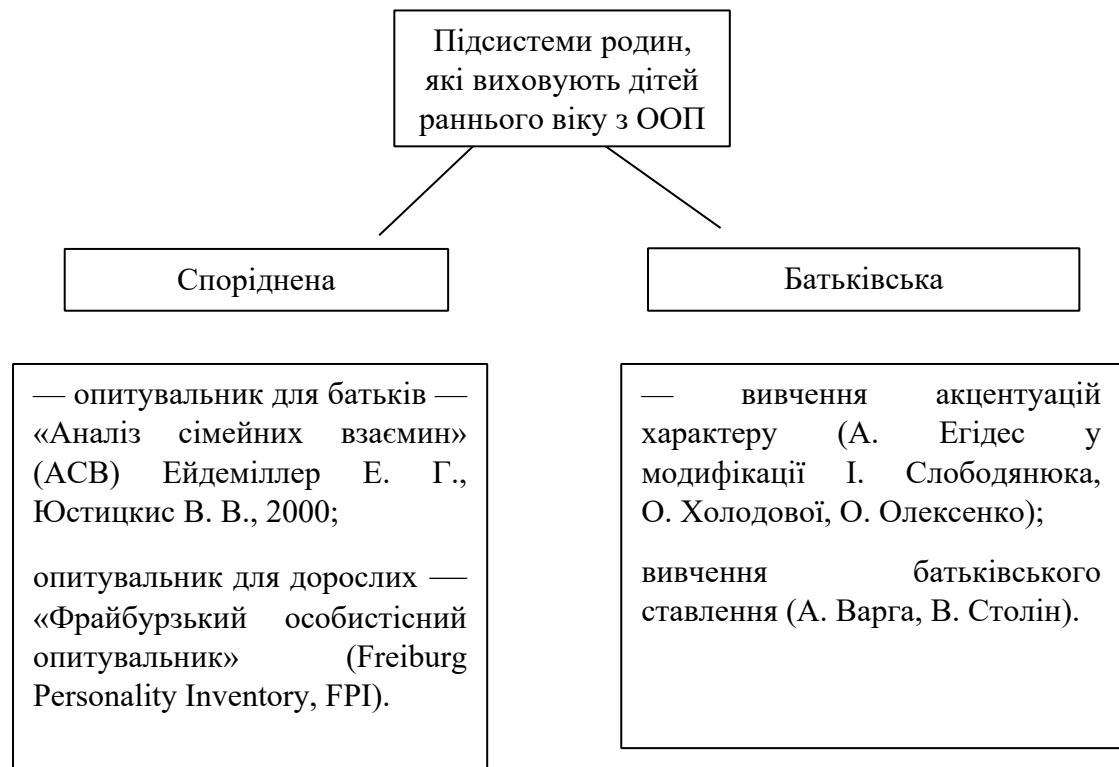 Підсистеми родин,
які виховують дітей
раннього віку з ООП
Споріднена
Батьківська
— опитувальник для батьків —
«Аналіз сімейних взаємин»
(АСВ) Ейдеміллер Е. Г.,
Юстицкис В. В., 2000;
опитувальник для дорослих —
«Фрайбурзький особистісний
опитувальник» (Freiburg
Personality Inventory, FPI).
— вивчення акцентуацій
характеру (А. Егідес у
модифікації І. Слободянюка,
О. Холодової, О. Олексенко);
вивчення батьківського
ставлення (А. Варга, В. Столін).